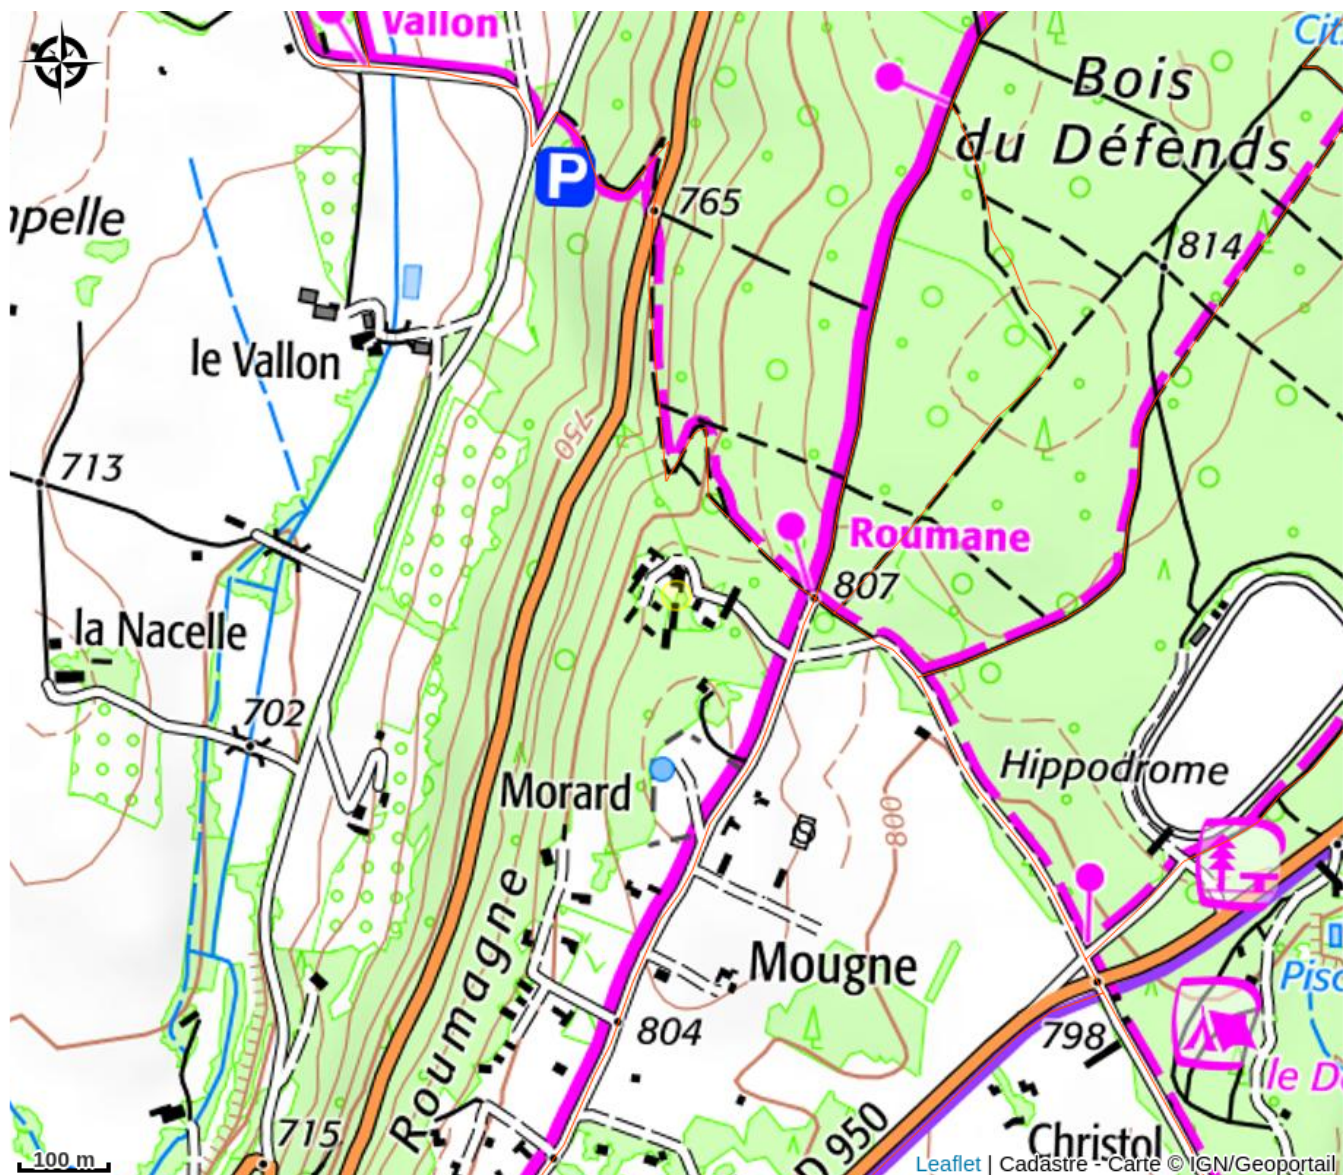 Vallon
Bois
du Défends
P
765
814
le Vallon
750
713
Roumane
807
la Nacelle
702
Hippodrome
Morard
800
Roumagne
Mougne
804
798
715
D 950
Christol
100 m
Leaflet | Cadastre - Carte © IGN/Geoportail